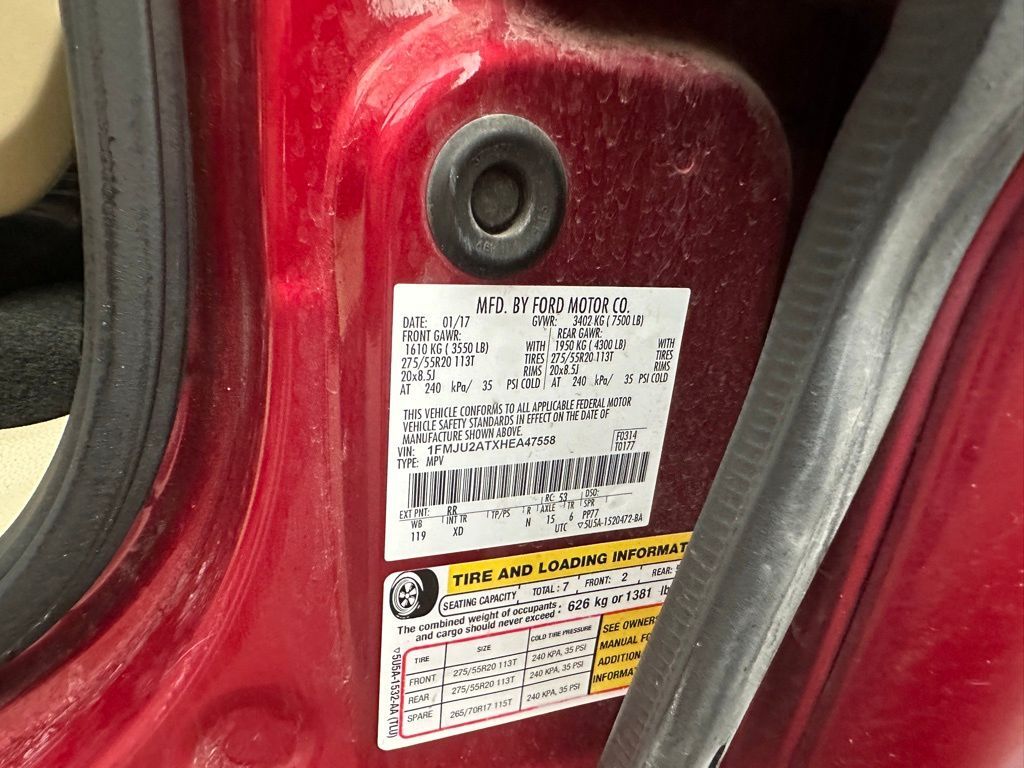 MFD. BY FORD MOTOR CO.
DATE: 01/17 GVWR: 3402 KG ( 7500 LB)
FRONT GAWR: REAR GAWR:
1610 KG ( 3550 LB) WITH 1950 KG ( 4300 LB) WITH
275/55R20 113T TIRES 275/55R20 113T TIRES
20x8.5J RIMS 20x8.5J RIMS
AT 240 kPa/ 35 PSI COLD AT 240 kPa/ 35 PSI COLD
THIS VEHICLE CONFORMS TO ALL APPLICABLE FEDERAL MOTOR
VEHICLE SAFETY STANDARDS IN EFFECT ON THE DATE OF
MANUFACTURE SHOWN ABOVE.
VIN: 1FMJU2ATXHEA47558 F0314
TYPE: MPV T0177
EXT PNT: RR RC: 53 DSO:
WB INT TR TP/PS R AXLE TR SPR
119 XD N 15 6 PP77
UTC ▽5U5A-1520472-BA
TIRE AND LOADING INFORMAT
SEATING CAPACITY TOTAL : 7 FRONT: 2 REAR:
The combined weight of occupants
and cargo should never exceed : 626 kg or 1381 lb
TIRE SIZE COLD TIRE PRESSURE
FRONT 275/55R20 113T 240 KPA, 35 PSI
REAR 275/55R20 113T 240 KPA, 35 PSI
SPARE 265/70R17 115T 240 KPA, 35 PSI
SEE OWNERS
MANUAL FO
ADDITION
INFORMAT
▽5U5A-1532-AA (TLU)